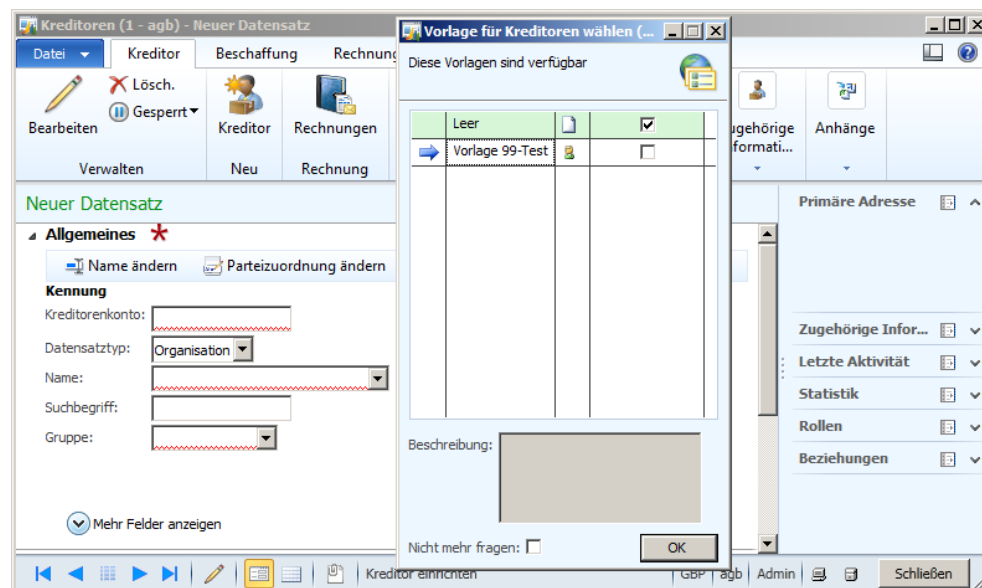 Kreditoren (1 - agb) - Neuer Datensatz
Datei
Kreditor
Beschaffung
Lösch.
Gesperrt
Bearbeiten
Kreditor
Rechnungen
Verwalten
Neu
Rechnung
Anhänge
Neuer Datensatz
Allgemeines
Name ändern
Parteizuordnung ändern
Kennung
Kreditorenkonto:
Datensatztyp:
Organisation
Name:
Suchbegriff:
Gruppe:
Mehr Felder anzeigen
Vorlage für Kreditoren wählen (...
Diese Vorlagen sind verfügbar
Leer
Vorlage 99-Test
Beschreibung:
Nicht mehr fragen:
OK
Primäre Adresse
Zugehörige Infor...
Letzte Aktivität
Statistik
Rollen
Beziehungen
Kreditor einrichten
GBP
agb
Admin
Schließen